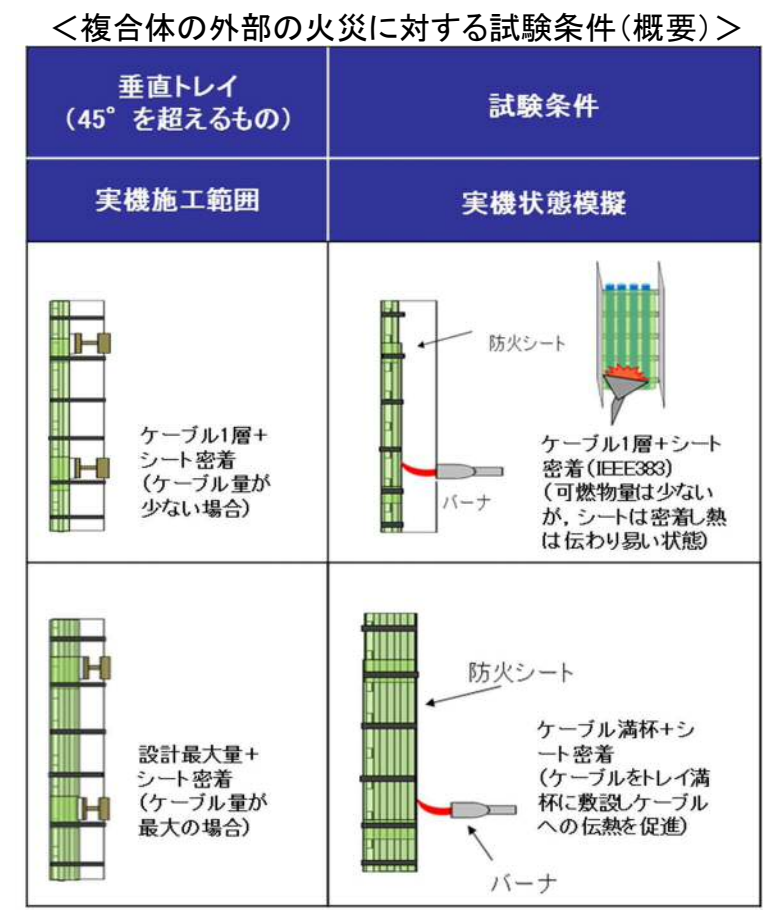 ＜複合体の外部の火災に対する試験条件（概要）＞
垂直トレイ
（45°を超えるもの）
試験条件
実機施工範囲
実機状態模擬
ケーブル1層＋
シート密着
（ケーブル量が
少ない場合）
防火シート
バーナ
ケーブル1層＋シート
密着（IEEE383）
（可燃物量は少ない
が，シートは密着し熱
は伝わり易い状態）
設計最大量＋
シート密着
（ケーブル量が
最大の場合）
防火シート
ケーブル満杯＋シ
ート密着
（ケーブルをトレイ満
杯に敷設しケーブル
への伝熱を促進）
バーナ